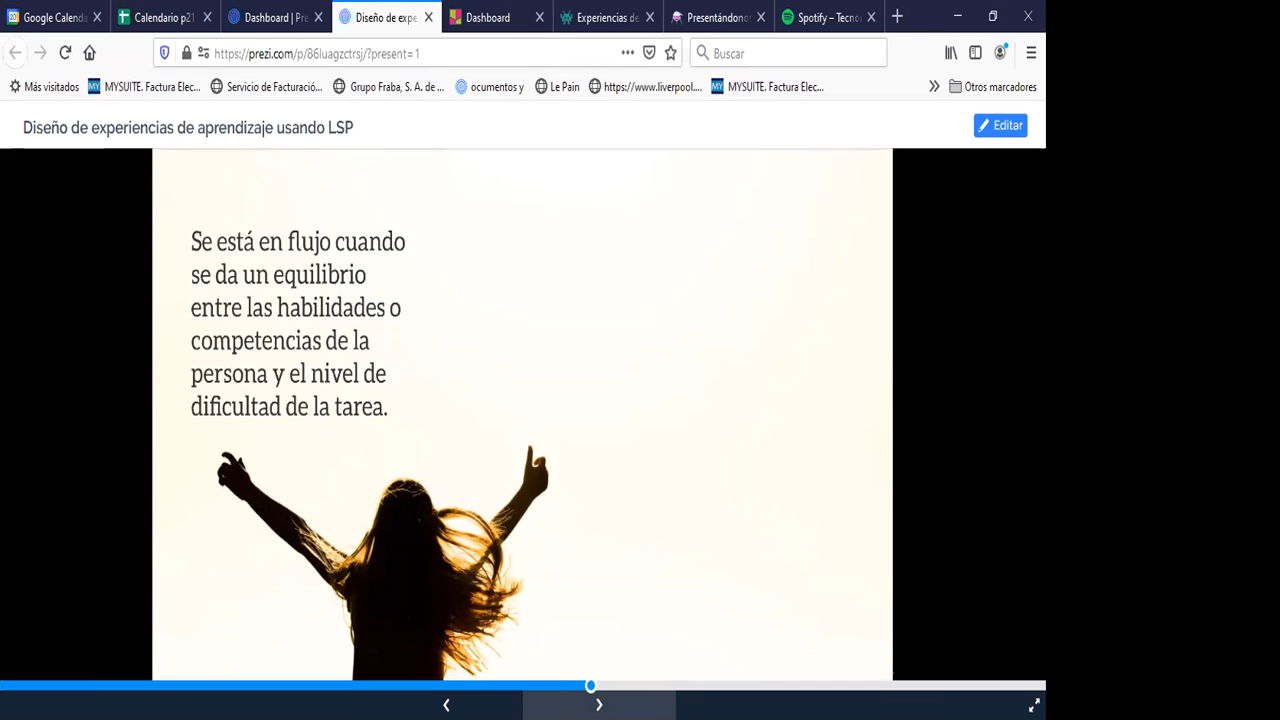 Google Calenda
Calendario p21
Dashboard | Pre
Diseño de expe
Dashboard
Experiencias de
Presentándono
Spotify – Tecno
https://prezi.com/p/86luagzctrsj/?present=1
Buscar
Más visitados
MYSUITE. Factura Elec...
Servicio de Facturació...
Grupo Fraba, S. A. de ...
ocumentos y
Le Pain
https://www.liverpool....
MYSUITE. Factura Elec...
Otros marcadores
Diseño de experiencias de aprendizaje usando LSP
Editar
Se está en flujo cuando
se da un equilibrio
entre las habilidades o
competencias de la
persona y el nivel de
dificultad de la tarea.